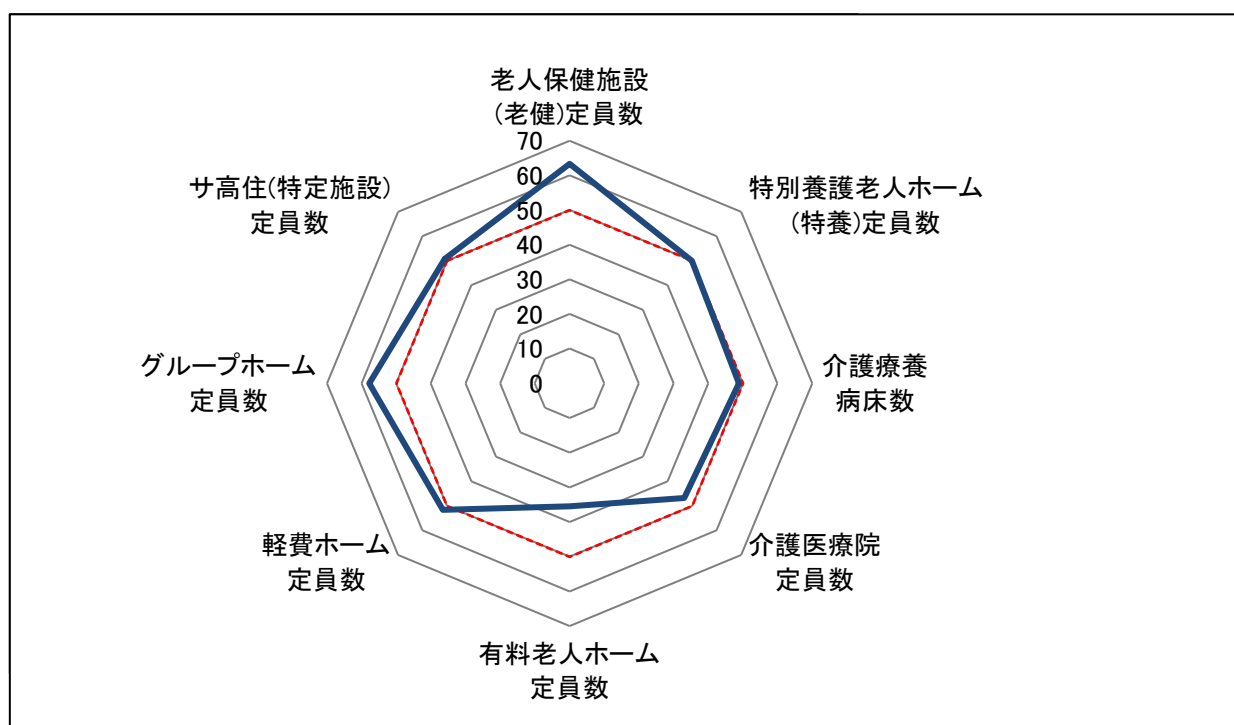 老人保健施設
(老健)定員数
特別養護老人ホーム
(特養)定員数
介護療養
病床数
介護医療院
定員数
有料老人ホーム
定員数
軽費ホーム
定員数
グループホーム
定員数
サ高住(特定施設)
定員数
70
60
50
40
30
20
10
0